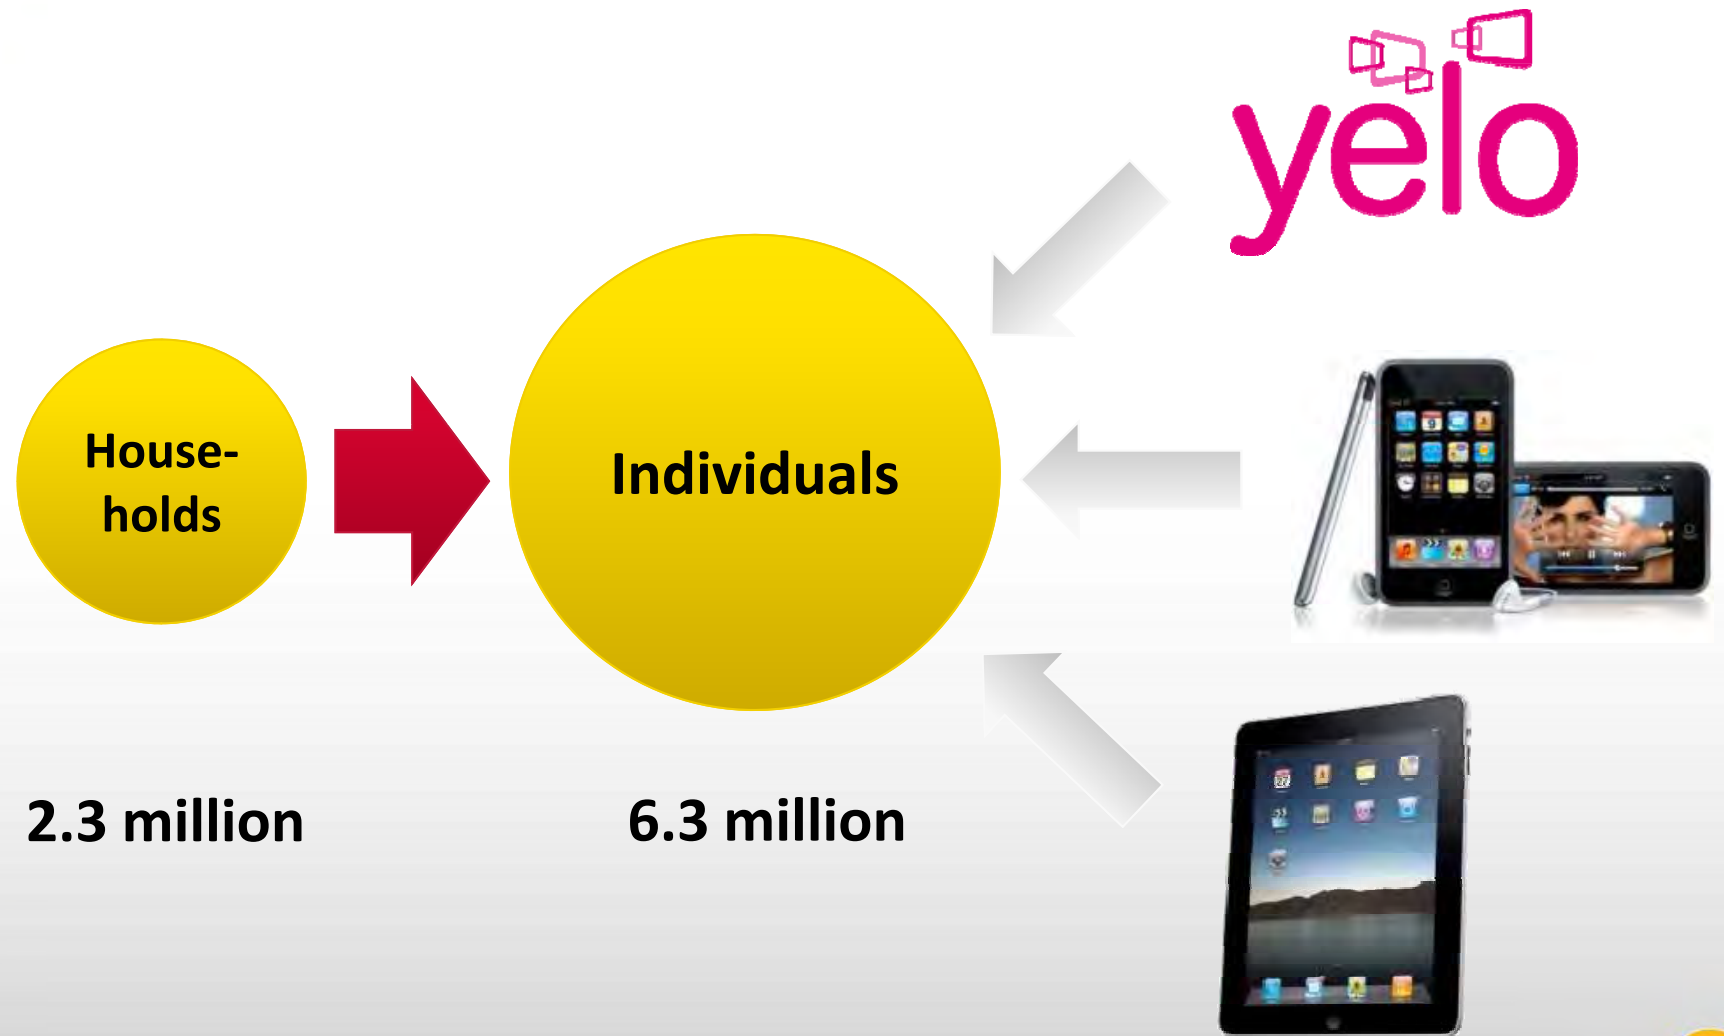 yelo
House-
holds
Individuals
2.3 million
6.3 million